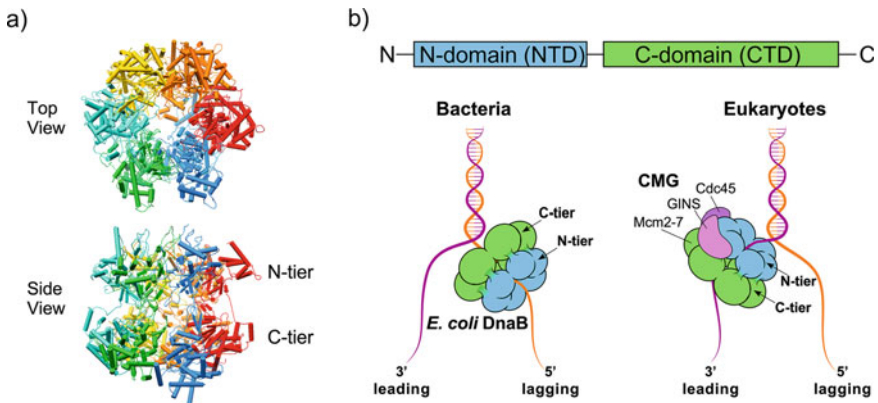 a)
Top
View
Side
View
N-tier
C-tier
b)
N
N-domain (NTD)
C-domain (CTD)
C
Bacteria
C-tier
N-tier
E. coli DnaB
3'
leading
5'
lagging
Eukaryotes
CMG
Cdc45
GINS
Mcm2-7
N-tier
C-tier
3'
leading
5'
lagging